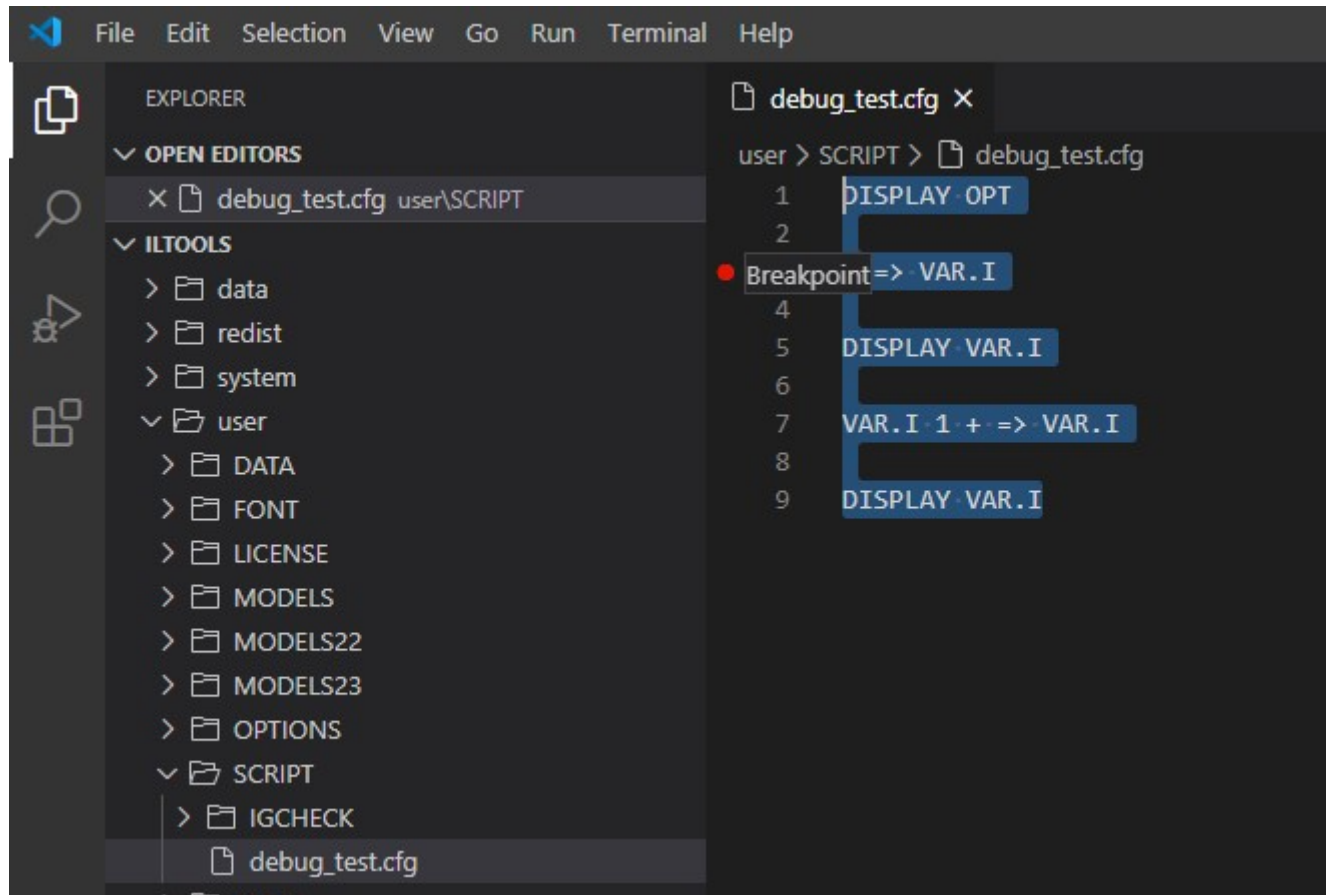 File Edit Selection View Go Run Terminal Help
EXPLORER
OPEN EDITORS
debug_test.cfg user\SCRIPT
ILTOOLS
data
redist
system
user
DATA
FONT
LICENSE
MODELS
MODELS22
MODELS23
OPTIONS
SCRIPT
IGCHECK
debug_test.cfg
debug_test.cfg
user > SCRIPT > debug_test.cfg
1 DISPLAY OPT
2
Breakpoint => VAR.I
4
5 DISPLAY VAR.I
6
7 VAR.I 1 + => VAR.I
8
9 DISPLAY VAR.I